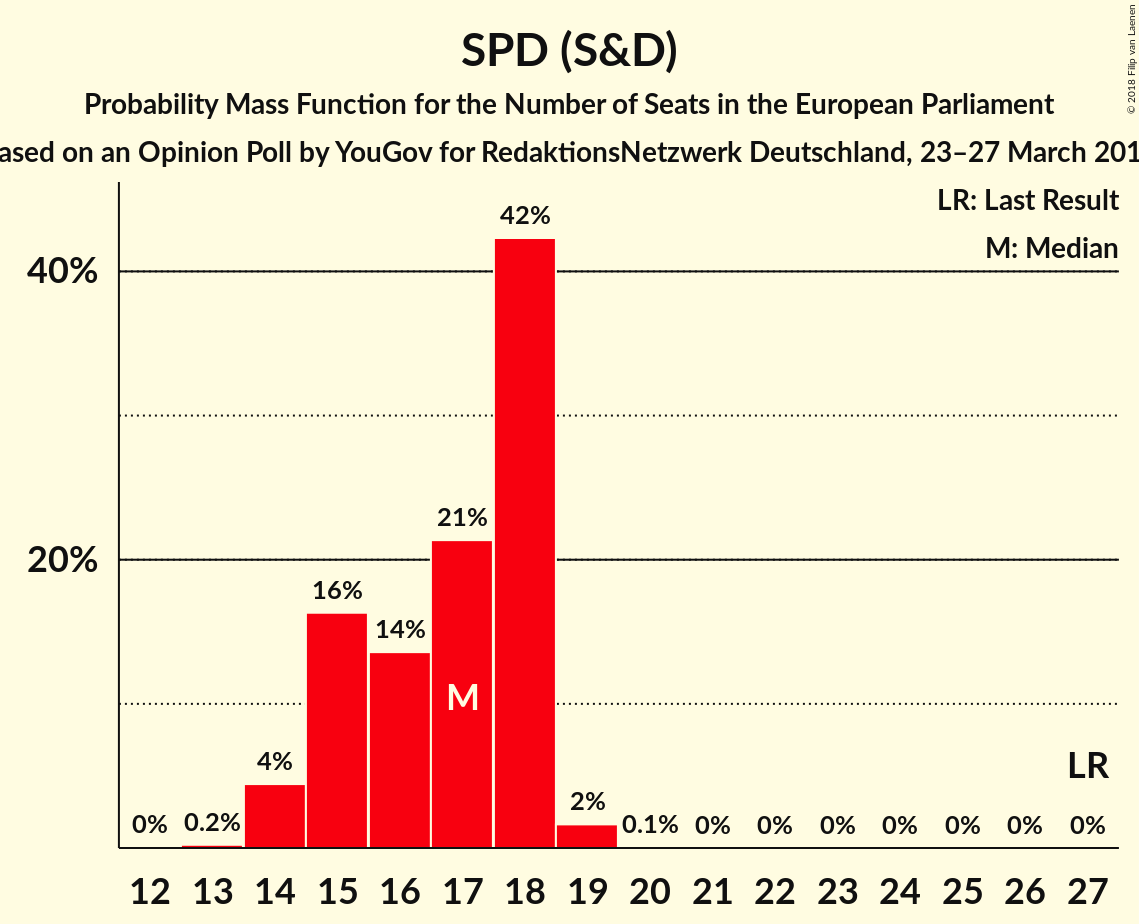 SPD (S&D)
Probability Mass Function for the Number of Seats in the European Parliament
ased on an Opinion Poll by YouGov for RedaktionsNetzwerk Deutschland, 23–27 March 201
© 2018 Filip van Laenen
LR: Last Result
M: Median
40%
20%
0% 0.2% 4% 16% 14% 21% 42% 2% 0.1% 0% 0% 0% 0% 0% 0% 0%
M
LR
12 13 14 15 16 17 18 19 20 21 22 23 24 25 26 27